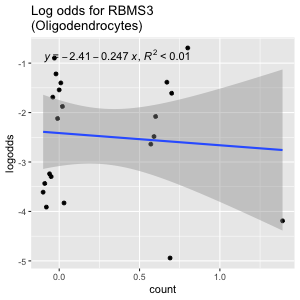 Log odds for RBMS3
(Oligodendrocytes)
y = −2.41 − 0.247 x, R² < 0.01
-1
-2
-3
-4
-5
logodds
0.0 0.5 1.0
count